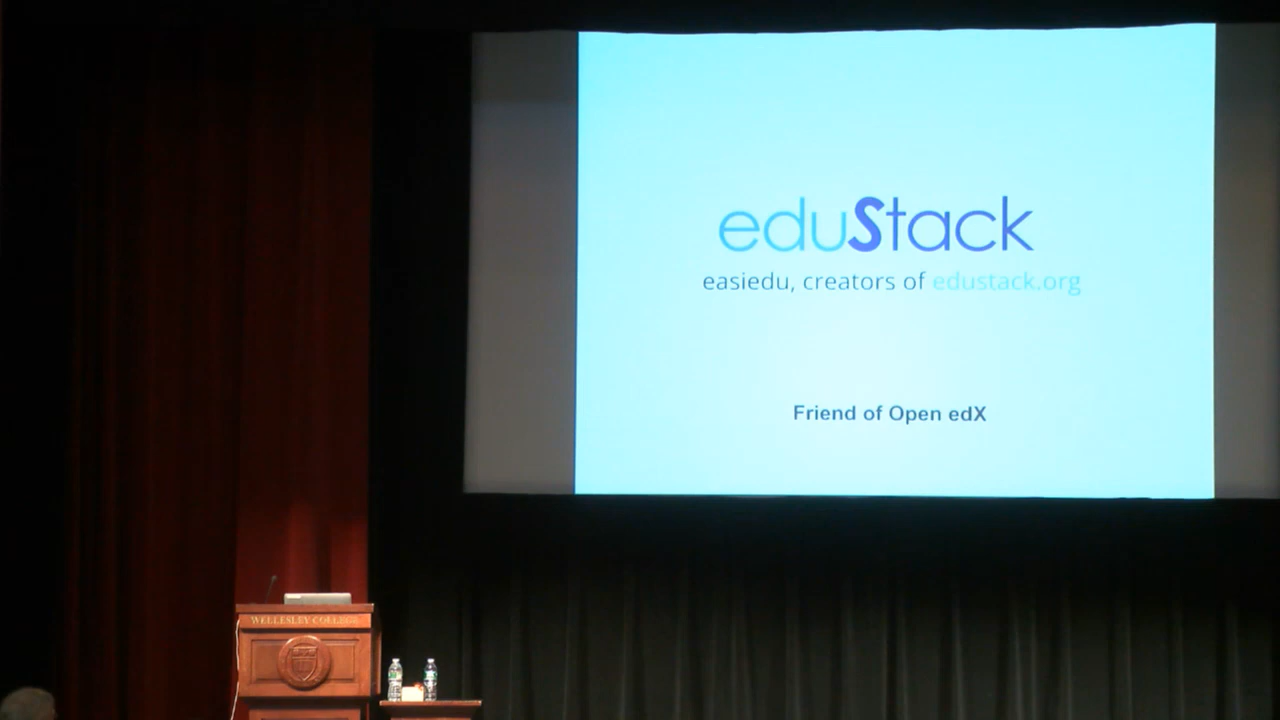 eduStack
easiedu, creators of edustack.org
Friend of Open edX
WELLESLEY COLLEGE